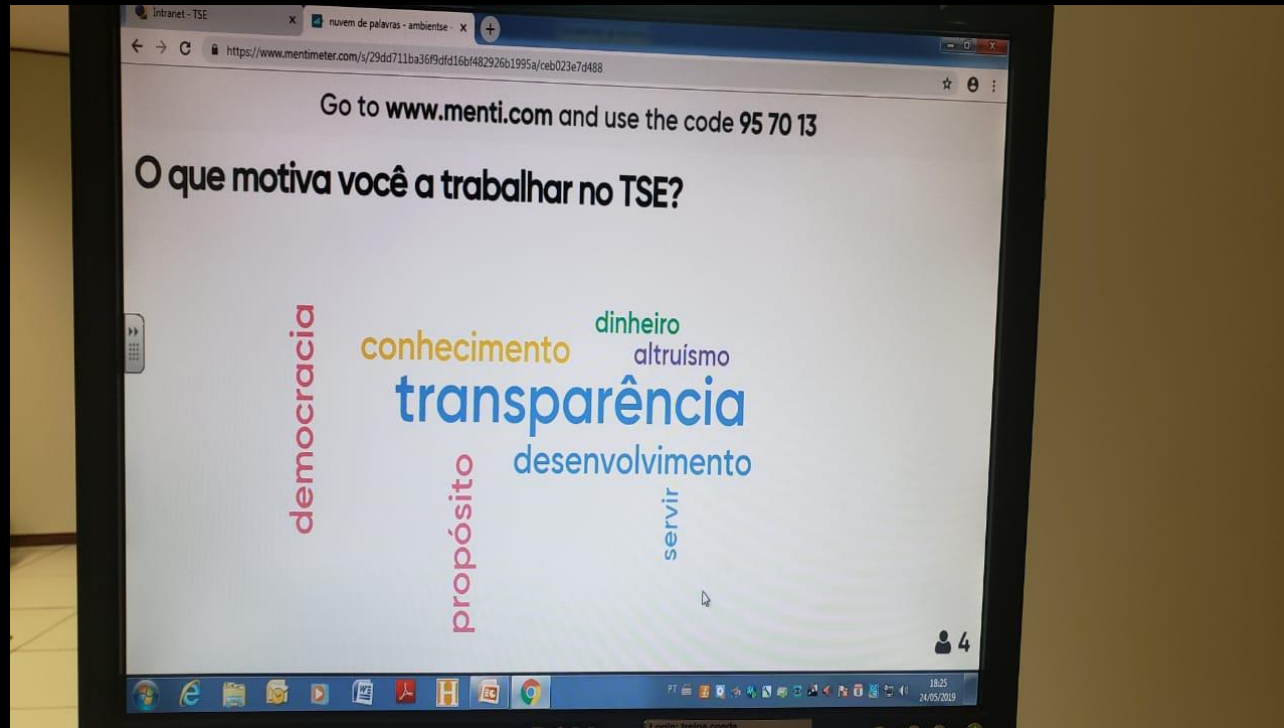 Intranet - TSE
nuvem de palavras - ambientse -
https://www.mentimeter.com/s/29dd711ba36f9dfd16bf482926b1995a/ceb023e7d488
Go to www.menti.com and use the code 95 70 13
O que motiva você a trabalhar no TSE?
democracia
conhecimento
dinheiro
altruísmo
transparência
desenvolvimento
propósito
servir
4
PT
18:25
24/05/2019